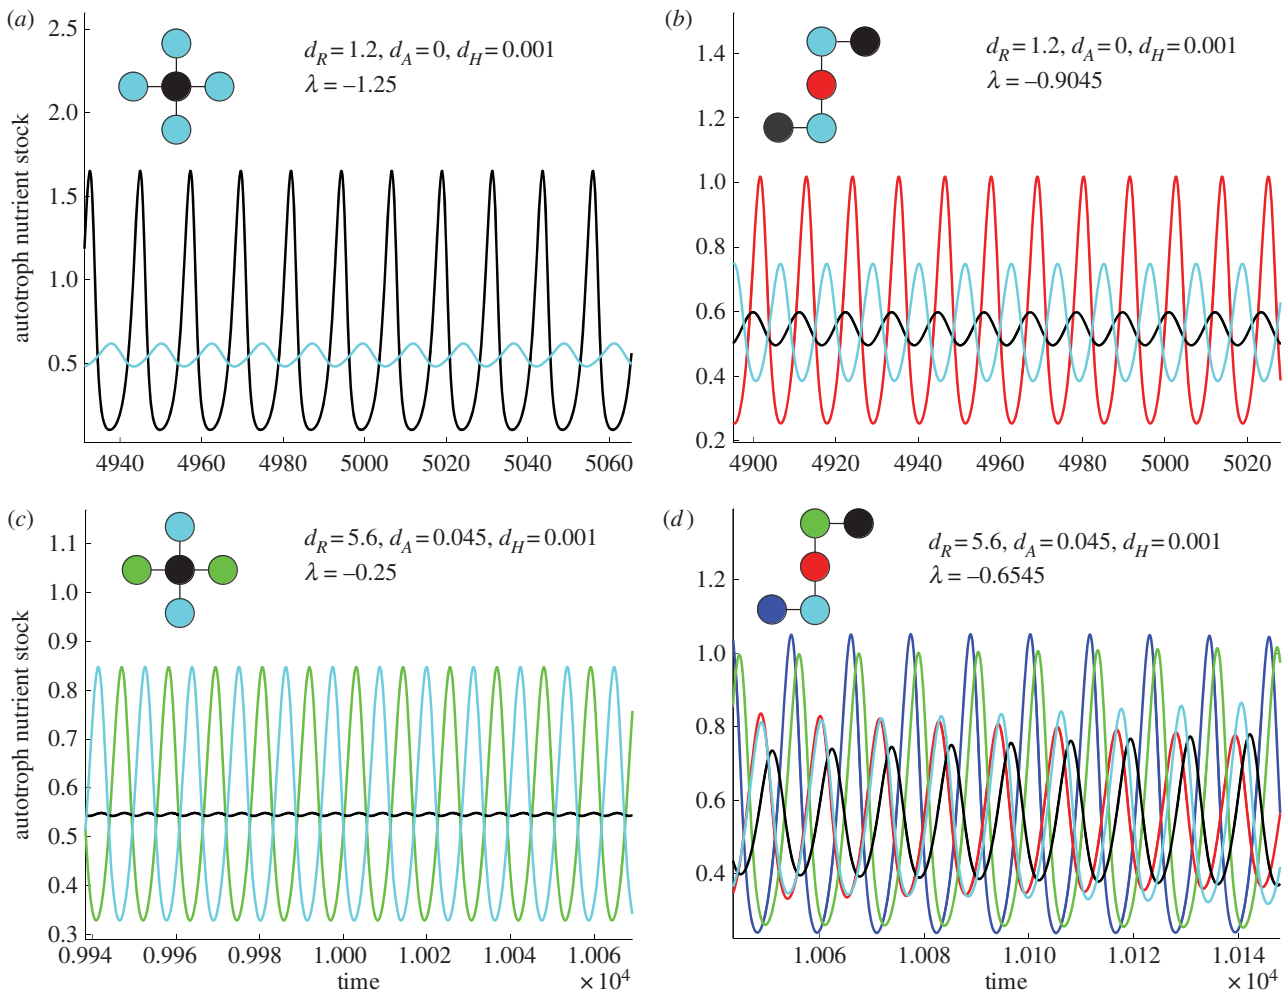 (a)
2.5
2.0
1.5
1.0
0.5
autotroph nutrient stock
d_R = 1.2, d_A = 0, d_H = 0.001
λ = –1.25
4940 4960 4980 5000 5020 5040 5060
(b)
1.4
1.2
1.0
0.8
0.6
0.4
0.2
d_R = 1.2, d_A = 0, d_H = 0.001
λ = –0.9045
4900 4920 4940 4960 4980 5000 5020
(c)
1.1
1.0
0.9
0.8
0.7
0.6
0.5
0.4
0.3
autotroph nutrient stock
d_R = 5.6, d_A = 0.045, d_H = 0.001
λ = –0.25
0.994 0.996 0.998 1.000 1.002 1.004 1.006
time
×10⁴
(d)
1.2
1.0
0.8
0.6
0.4
d_R = 5.6, d_A = 0.045, d_H = 0.001
λ = –0.6545
1.006 1.008 1.010 1.012 1.014
time
×10⁴